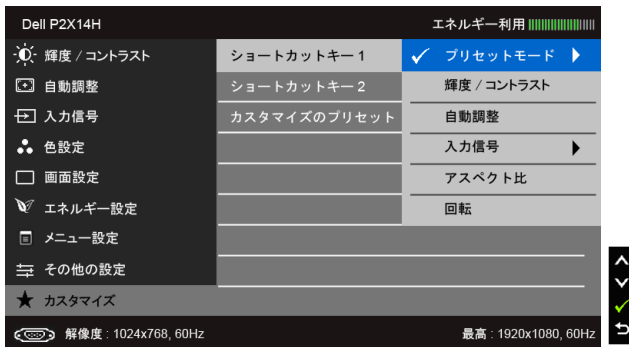 Dell P2X14H
エネルギー利用
輝度 / コントラスト
自動調整
入力信号
色設定
画面設定
エネルギー設定
メニュー設定
その他の設定
カスタマイズ
ショートカットキー 1
ショートカットキー 2
カスタマイズのプリセット
プリセットモード
輝度 / コントラスト
自動調整
入力信号
アスペクト比
回転
解像度 : 1024x768, 60Hz
最高 : 1920x1080, 60Hz